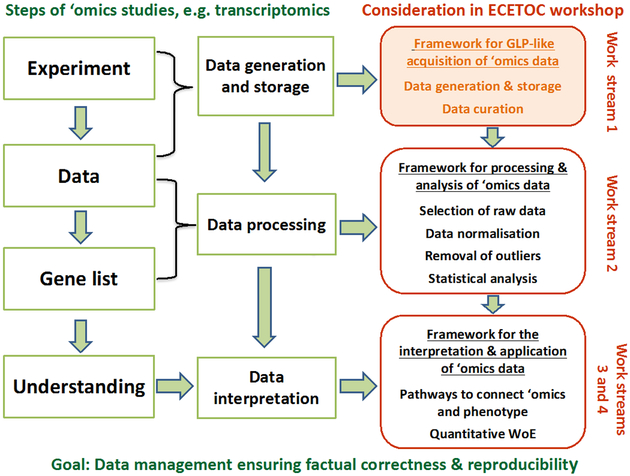 Steps of ‘omics studies, e.g. transcriptomics
Consideration in ECETOC workshop
Experiment
Data
Gene list
Understanding
Data generation
and storage
Data processing
Data
interpretation
Framework for GLP-like
acquisition of ‘omics data
Data generation & storage
Data curation
Work
stream 1
Framework for processing &
analysis of ‘omics data
Selection of raw data
Data normalisation
Removal of outliers
Statistical analysis
Work
stream 2
Framework for the
interpretation & application
of ‘omics data
Pathways to connect ‘omics
and phenotype
Quantitative WoE
Work streams
3 and 4
Goal: Data management ensuring factual correctness & reproducibility